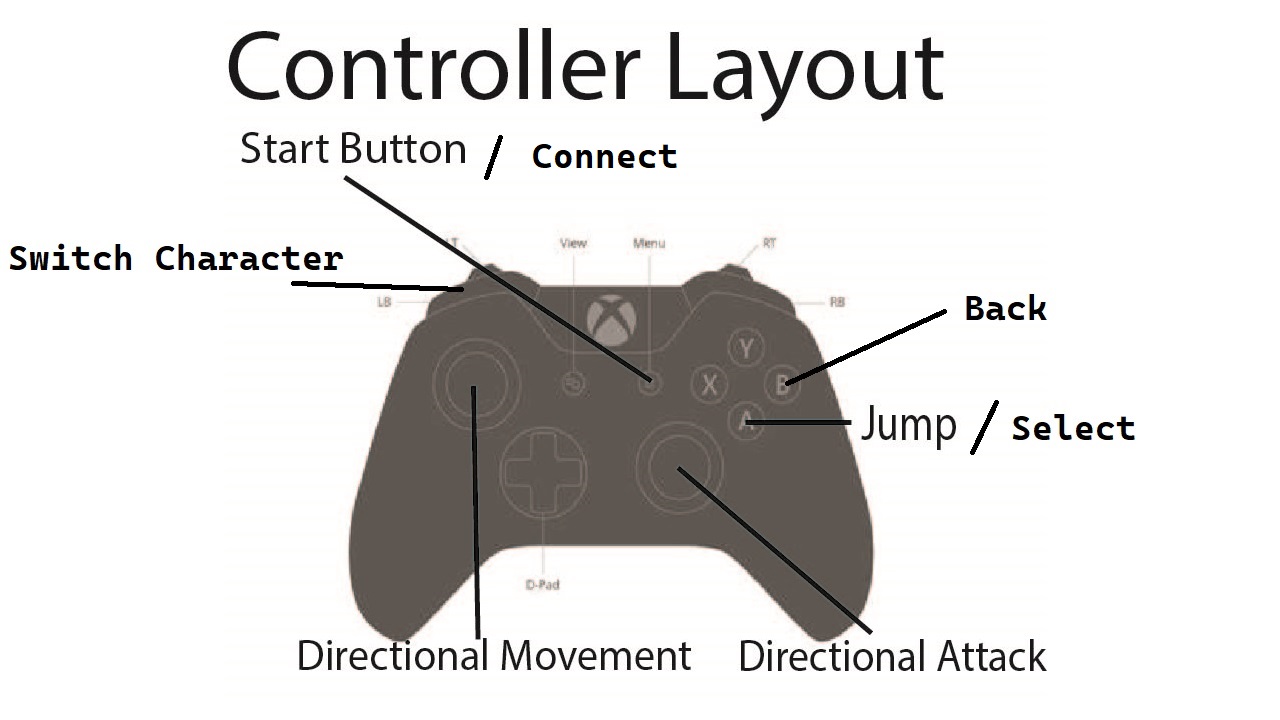 Controller Layout
Start Button / Connect
Switch Character
View
Menu
RT
LB
RB
Back
Y
X
B
A
Jump / Select
D-Pad
Directional Movement
Directional Attack